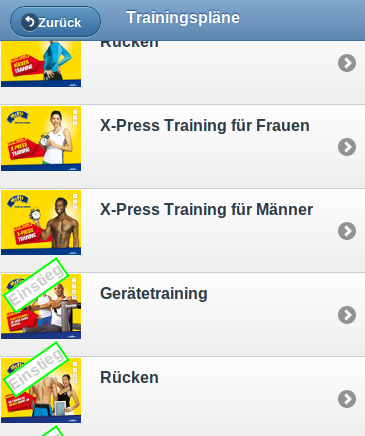 Zurück
Trainingspläne
Rücken
RÜCKEN
TRAINING
X-Press Training für Frauen
X-PRESS
TRAINING
X-Press Training für Männer
X-PRESS
TRAINING
Gerätetraining
Einstieg
Rücken
Einstieg